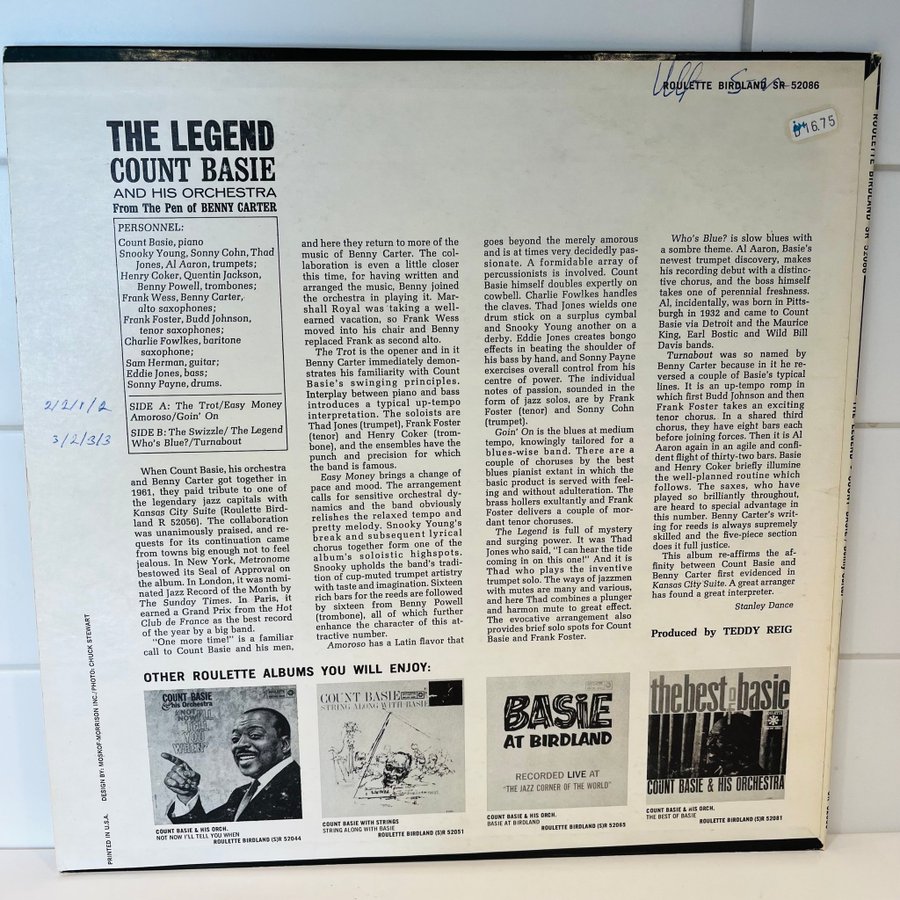 ROULETTE BIRDLAND SR 52086
16.75
THE LEGEND
COUNT BASIE
AND HIS ORCHESTRA
From The Pen of BENNY CARTER
PERSONNEL:
Count Basie, piano
Snooky Young, Sonny Cohn, Thad
Jones, Al Aaron, trumpets;
Henry Coker, Quentin Jackson,
Benny Powell, trombones;
Frank Wess, Benny Carter,
alto saxophones;
Frank Foster, Budd Johnson,
tenor saxophones;
Charlie Fowlkes, baritone
saxophone;
Sam Herman, guitar;
Eddie Jones, bass;
Sonny Payne, drums.
2/2/1/2
SIDE A: The Trot/Easy Money
Amoroso/Goin' On
3/2/3/3
SIDE B: The Swizzle/ The Legend
Who's Blue?/Turnabout
When Count Basie, his orchestra
and Benny Carter got together in
1961, they paid tribute to one of
the legendary jazz capitals with
Kansas City Suite (Roulette Bird-
land R 52056). The collaboration
was unanimously praised, and re-
quests for its continuation came
from towns big enough not to feel
jealous. In New York, Metronome
bestowed its Seal of Approval on
the album. In London, it was nomi-
nated Jazz Record of the Month by
The Sunday Times. In Paris, it
earned a Grand Prix from the Hot
Club de France as the best record
of the year by a big band.
"One more time!" is a familiar
call to Count Basie and his men,
and here they return to more of the
music of Benny Carter. The col-
laboration is even a little closer
this time, for having written and
arranged the music, Benny joined
the orchestra in playing it. Mar-
shall Royal was taking a well-
earned vacation, so Frank Wess
moved into his chair and Benny
replaced Frank as second alto.
The Trot is the opener and in it
Benny Carter immediately demon-
strates his familiarity with Count
Basie's swinging principles.
Interplay between piano and bass
introduces a typical up-tempo
interpretation. The soloists are
Thad Jones (trumpet), Frank Foster
(tenor) and Henry Coker (trom-
bone), and the ensembles have the
punch and precision for which
the band is famous.
Easy Money brings a change of
pace and mood. The arrangement
calls for sensitive orchestral dy-
namics and the band obviously
relishes the relaxed tempo and
pretty melody. Snooky Young's
break and subsequent lyrical
chorus together form one of the
album's soloistic highspots.
Snooky upholds the band's tradi-
tion of cup-muted trumpet artistry
with taste and imagination. Sixteen
rich bars for the reeds are followed
by sixteen from Benny Powell
(trombone), all of which further
enhance the character of this at-
tractive number.
Amoroso has a Latin flavor that
goes beyond the merely amorous
and is at times very decidedly pas-
sionate. A formidable array of
percussionists is involved. Count
Basie himself doubles expertly on
cowbell. Charlie Fowlkes handles
the claves. Thad Jones wields one
drum stick on a surplus cymbal
and Snooky Young another on a
derby. Eddie Jones creates bongo
effects in beating the shoulder of
his bass by hand, and Sonny Payne
exercises overall control from his
centre of power. The individual
notes of passion, sounded in the
form of jazz solos, are by Frank
Foster (tenor) and Sonny Cohn
(trumpet).
Goin' On is the blues at medium
tempo, knowingly tailored for a
blues-wise band. There are a
couple of choruses by the best
blues pianist extant in which the
basic product is served with feel-
ing and without adulteration. The
brass hollers exultantly and Frank
Foster delivers a couple of mor-
dant tenor choruses.
The Legend is full of mystery
and surging power. It was Thad
Jones who said, "I can hear the tide
coming in on this one!" And it is
Thad who plays the inventive
trumpet solo. The ways of jazzmen
with mutes are many and various,
and here Thad combines a plunger
and harmon mute to great effect.
The evocative arrangement also
provides brief solo spots for Count
Basie and Frank Foster.
Who's Blue? is slow blues with
a sombre theme. Al Aaron, Basie's
newest trumpet discovery, makes
his recording debut with a distinc-
tive chorus, and the boss himself
takes one of perennial freshness.
Al, incidentally, was born in Pitts-
burgh in 1932 and came to Count
Basie via Detroit and the Maurice
King, Earl Bostic and Wild Bill
Davis bands.
Turnabout was so named by
Benny Carter because in it he re-
versed a couple of Basie's typical
lines. It is an up-tempo romp in
which first Budd Johnson and then
Frank Foster takes an exciting
tenor chorus. In a shared third
chorus, they have eight bars each
before joining forces. Then it is Al
Aaron again in an agile and confi-
dent flight of thirty-two bars. Basie
and Henry Coker briefly illumine
the well-planned routine which
follows. The saxes, who have
played so brilliantly throughout,
are heard to special advantage in
this number. Benny Carter's writ-
ing for reeds is always supremely
skilled and the five-piece section
does it full justice.
This album re-affirms the af-
finity between Count Basie and
Benny Carter first evidenced in
Kansas City Suite. A great arranger
has found a great interpreter.
Stanley Dance
Produced by TEDDY REIG
OTHER ROULETTE ALBUMS YOU WILL ENJOY:
COUNT BASIE
& his Orchestra
NOT NOW I'LL TELL YOU WHEN
COUNT BASIE & HIS ORCH.
NOT NOW I'LL TELL YOU WHEN
ROULETTE BIRDLAND (S)R 52044
COUNT BASIE
STRING ALONG WITH BASIE
COUNT BASIE WITH STRINGS
STRING ALONG WITH BASIE
ROULETTE BIRDLAND (S)R 52051
BASIE
AT BIRDLAND
RECORDED LIVE AT
"THE JAZZ CORNER OF THE WORLD"
COUNT BASIE & HIS ORCH.
BASIE AT BIRDLAND
ROULETTE BIRDLAND (S)R 52065
the best of basie
COUNT BASIE & HIS ORCHESTRA
COUNT BASIE & HIS ORCH.
THE BEST OF BASIE
ROULETTE BIRDLAND (S)R 52081
PRINTED IN U.S.A. DESIGN BY: MOSKOF-MORRISON INC./PHOTO: CHUCK STEWART
ROULETTE BIRDLAND SR 52086